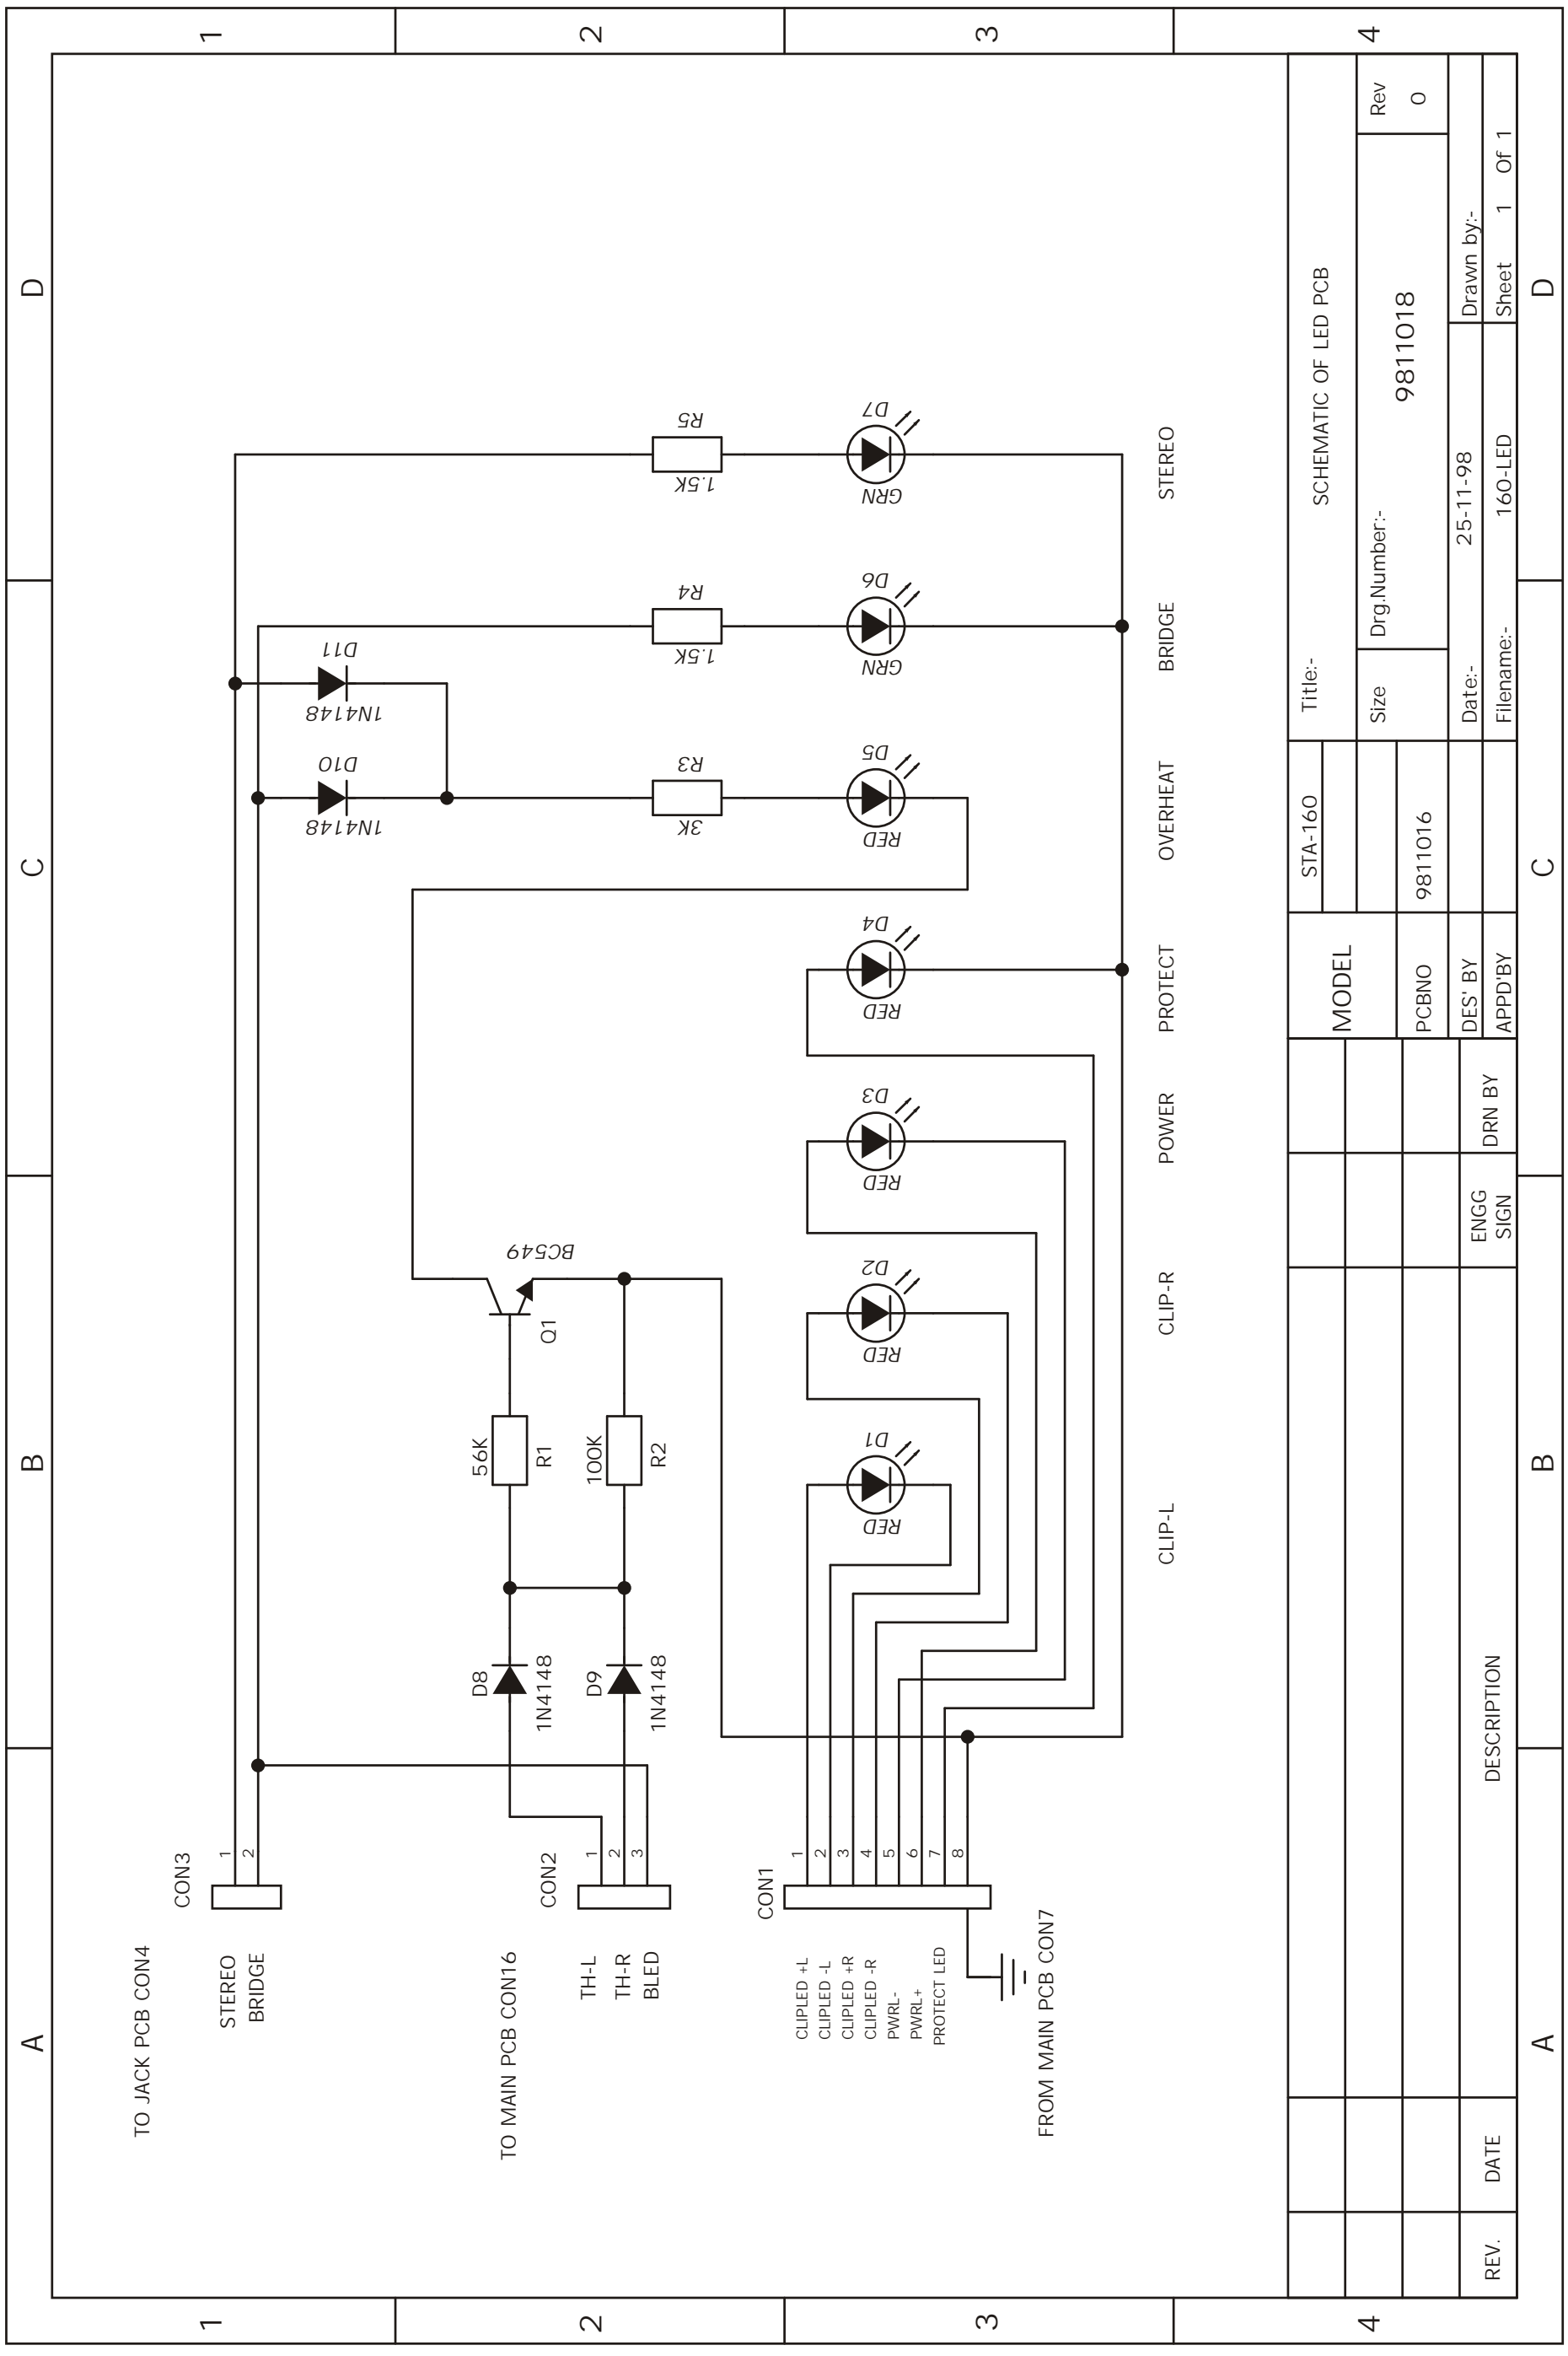 A
B
C
D
1
2
3
4
TO JACK PCB CON4
CON3
STEREO
BRIDGE
1
2
TO MAIN PCB CON16
CON2
TH-L
TH-R
BLED
1
2
3
D8
1N4148
D9
1N4148
56K
R1
100K
R2
Q1
BC549
D10
1N4148
D11
1N4148
R3
3K
R4
1.5K
R5
1.5K
CON1
CLIPLED +L
CLIPLED -L
CLIPLED +R
CLIPLED -R
PWRL-
PWRL+
PROTECT LED
1
2
3
4
5
6
7
8
FROM MAIN PCB CON7
D1
RED
D2
RED
D3
RED
D4
RED
D5
RED
D6
GRN
D7
GRN
CLIP-L
CLIP-R
POWER
PROTECT
OVERHEAT
BRIDGE
STEREO
REV.
DATE
DESCRIPTION
ENGG
SIGN
DRN BY
MODEL
STA-160
PCBNO
9811016
DES' BY
APPD'BY
Title:-
SCHEMATIC OF LED PCB
Size
Drg.Number:-
9811018
Rev
0
Date:-
25-11-98
Drawn by:-
Filename:-
160-LED
Sheet 1 Of 1
1
2
3
4
A
B
C
D